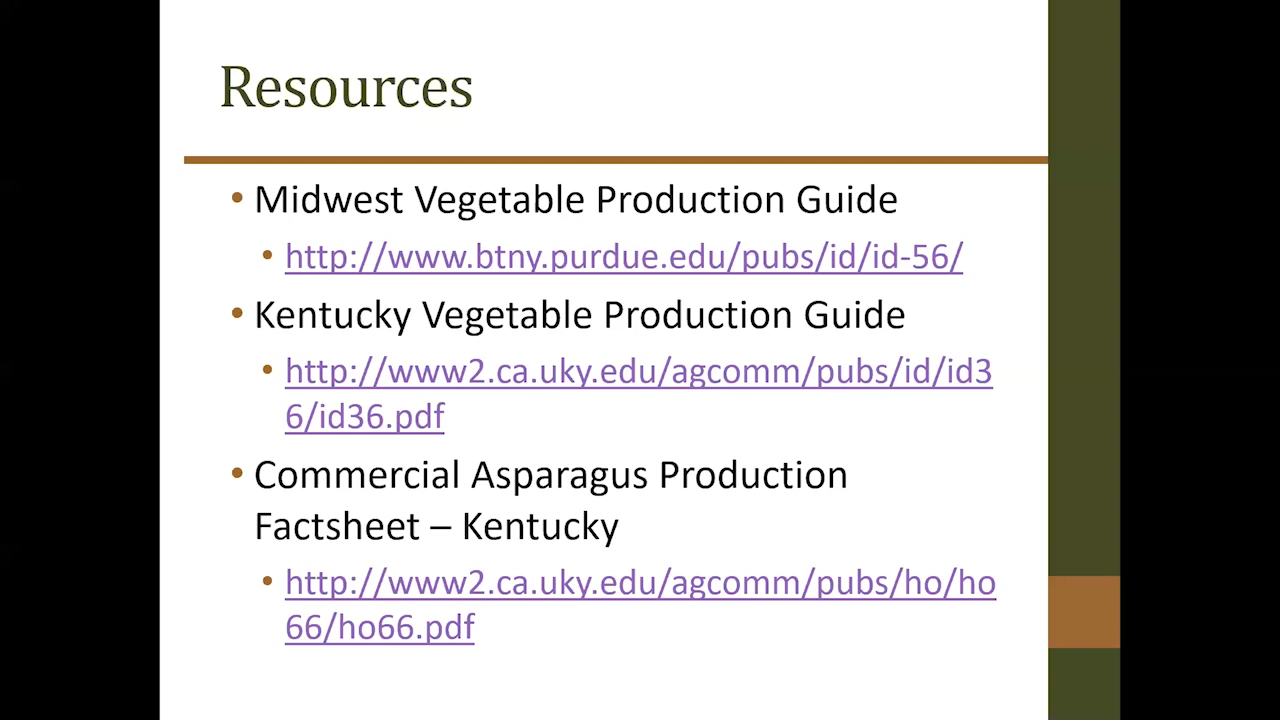 Resources
• Midwest Vegetable Production Guide
• http://www.btny.purdue.edu/pubs/id/id-56/
• Kentucky Vegetable Production Guide
• http://www2.ca.uky.edu/agcomm/pubs/id/id3
6/id36.pdf
• Commercial Asparagus Production
Factsheet – Kentucky
• http://www2.ca.uky.edu/agcomm/pubs/ho/ho
66/ho66.pdf